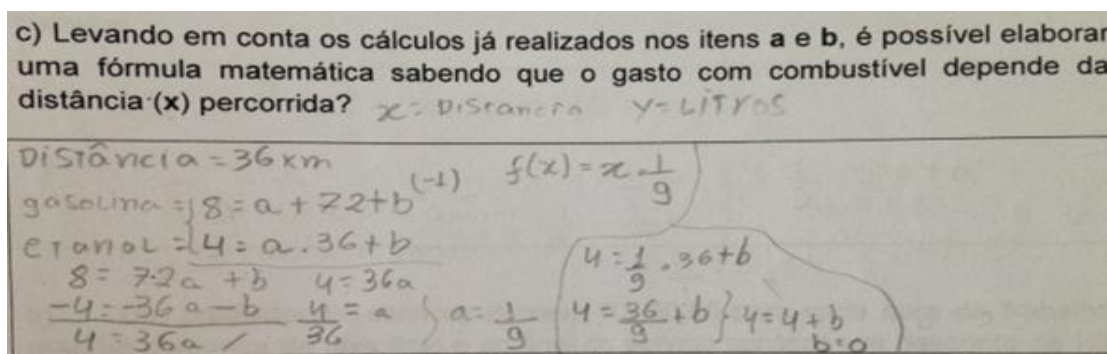 c) Levando em conta os cálculos já realizados nos itens a e b, é possível elaborar
uma fórmula matemática sabendo que o gasto com combustível depende da
distância (x) percorrida? x = Distancia y = LITros
Distância = 36 km
f(x) = x . 1/9
gasolina = { 8 = a + 72 + b (-1)
eTanoL = { 4 = a . 36 + b
8 = 72a + b
-4 = -36a - b
4 = 36a
4 = 36a
4/36 = a } a = 1/9
4 = 1/9 . 36 + b
4 = 36/9 + b } 4 = 4 + b
b = 0